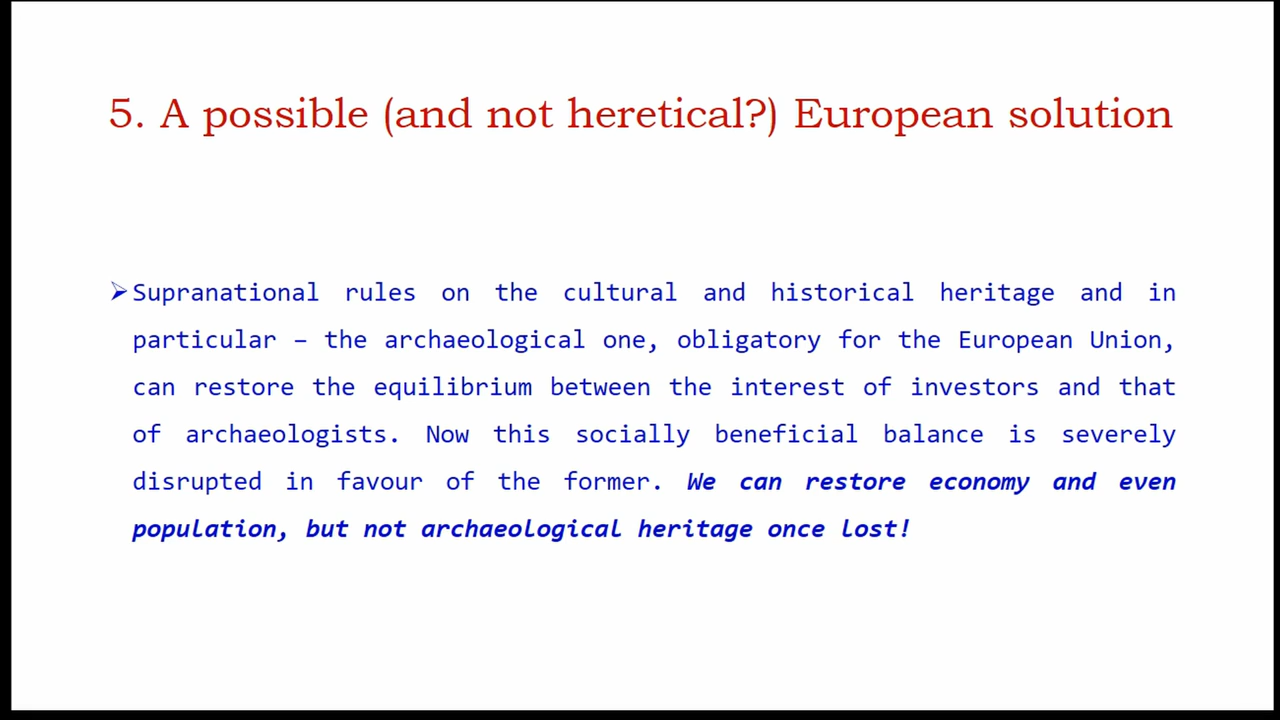 5. A possible (and not heretical?) European solution
➢Supranational rules on the cultural and historical heritage and in
particular – the archaeological one, obligatory for the European Union,
can restore the equilibrium between the interest of investors and that
of archaeologists. Now this socially beneficial balance is severely
disrupted in favour of the former. We can restore economy and even
population, but not archaeological heritage once lost!